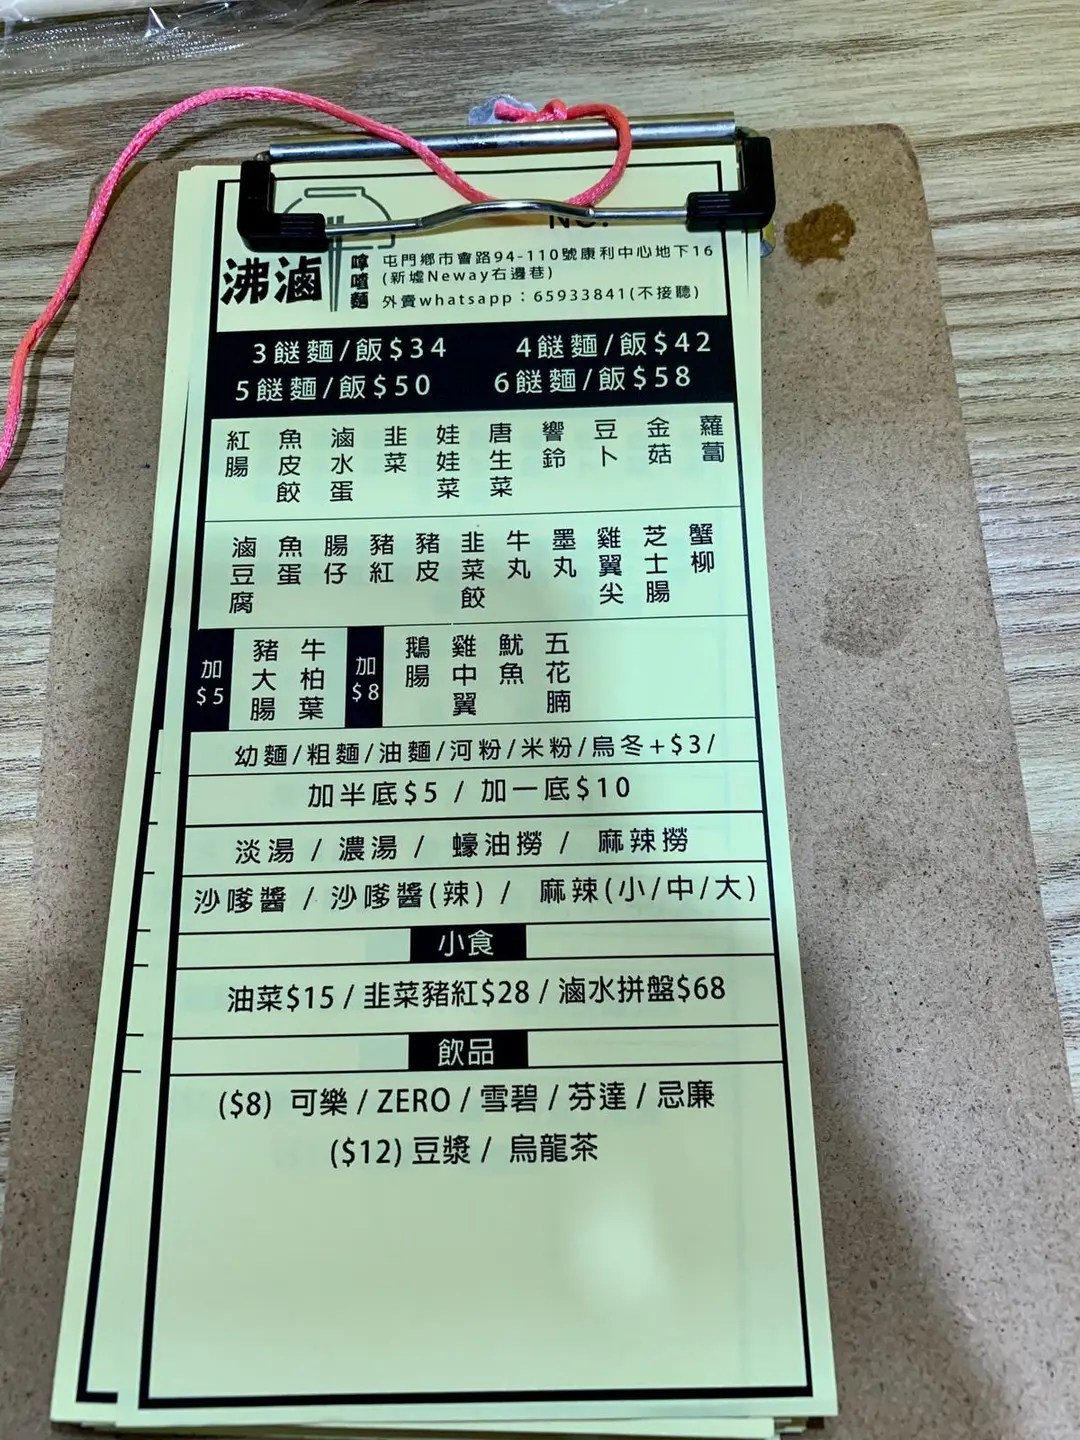 NO.
沸滷
嗱喳麵
屯門鄉市會路94-110號康利中心地下16
(新墟Neway右邊巷)
外賣whatsapp：65933841(不接聽)
3餸麵/飯$34 4餸麵/飯$42
5餸麵/飯$50 6餸麵/飯$58
紅腸 魚皮餃 滷水蛋 韭菜 娃娃菜 唐生菜 響鈴 豆卜 金菇 蘿蔔
滷豆腐 魚蛋 腸仔 豬紅 豬皮 韭菜餃 牛丸 墨丸 雞翼尖 芝士腸 蟹柳
加$5 豬大腸 牛柏葉 加$8 鵝腸 雞中翼 魷魚 五花腩
幼麵/粗麵/油麵/河粉/米粉/烏冬+$3/
加半底$5 / 加一底$10
淡湯 / 濃湯 / 蠔油撈 / 麻辣撈
沙嗲醬 / 沙嗲醬(辣) / 麻辣(小/中/大)
小食
油菜$15 / 韭菜豬紅$28 / 滷水拼盤$68
飲品
($8) 可樂 / ZERO / 雪碧 / 芬達 / 忌廉
($12) 豆漿 / 烏龍茶